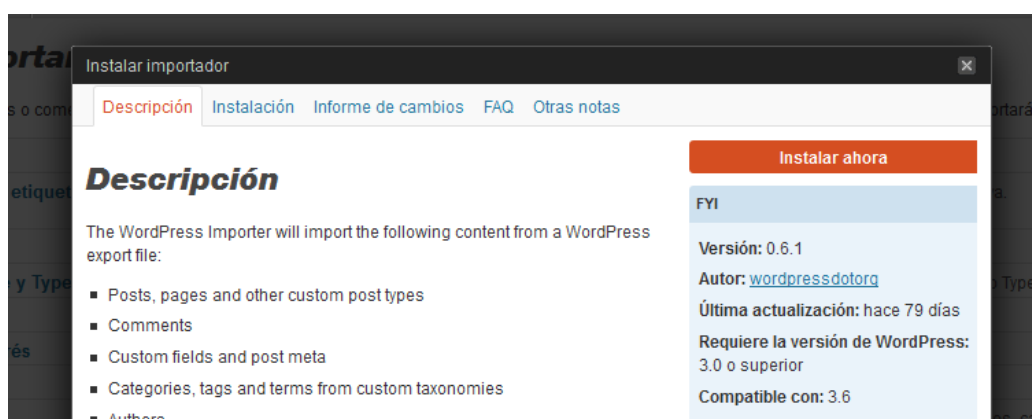 Instalar importador
Descripción Instalación Informe de cambios FAQ Otras notas
Descripción
The WordPress Importer will import the following content from a WordPress
export file:
Posts, pages and other custom post types
Comments
Custom fields and post meta
Categories, tags and terms from custom taxonomies
Authors
Instalar ahora
FYI
Versión: 0.6.1
Autor: wordpressdotorg
Última actualización: hace 79 días
Requiere la versión de WordPress:
3.0 o superior
Compatible con: 3.6